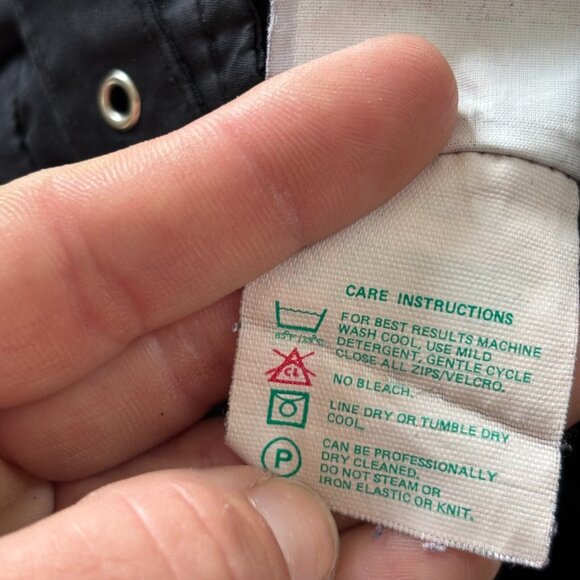 CARE INSTRUCTIONS
FOR BEST RESULTS MACHINE
WASH COOL, USE MILD
DETERGENT, GENTLE CYCLE
CLOSE ALL ZIPS/VELCRO.
CL
NO BLEACH.
LINE DRY OR TUMBLE DRY
COOL.
P
CAN BE PROFESSIONALLY
DRY CLEANED.
DO NOT STEAM OR
IRON ELASTIC OR KNIT.